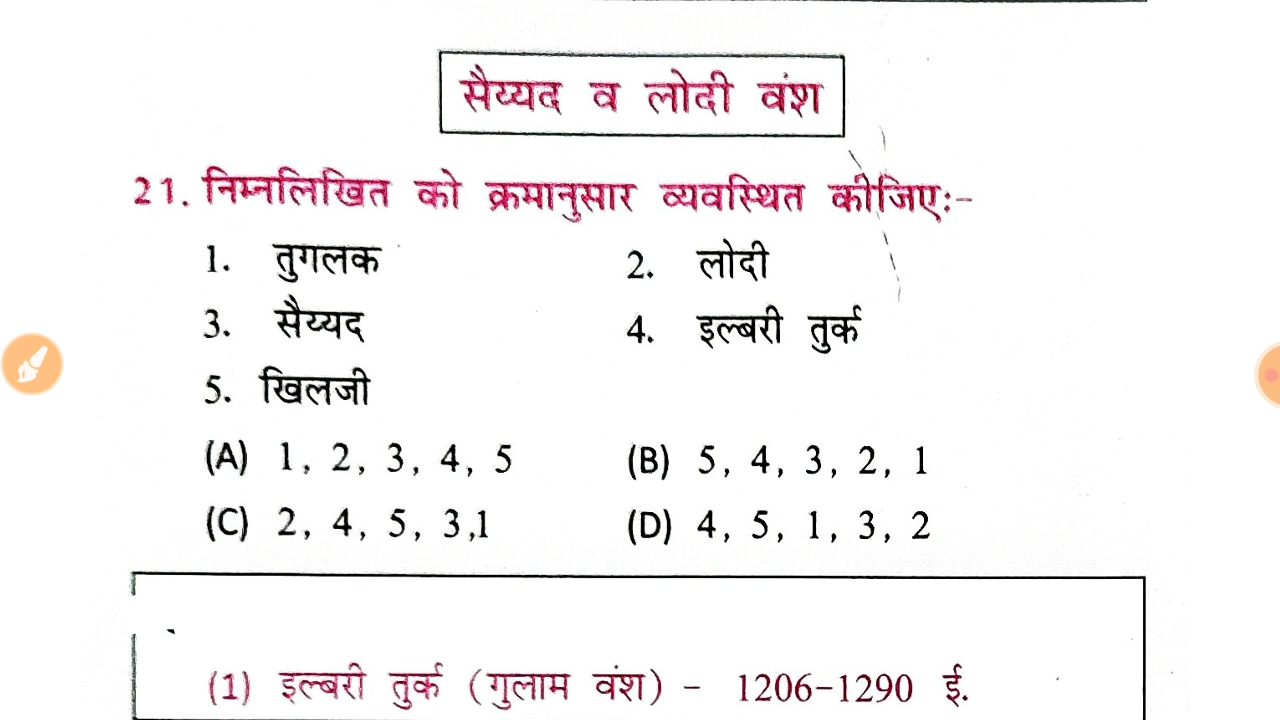 सैय्यद व लोदी वंश
21. निम्नलिखित को क्रमानुसार व्यवस्थित कीजिए:-
1. तुगलक 2. लोदी
3. सैय्यद 4. इल्बरी तुर्क
5. खिलजी
(A) 1, 2, 3, 4, 5 (B) 5, 4, 3, 2, 1
(C) 2, 4, 5, 3,1 (D) 4, 5, 1, 3, 2
(1) इल्बरी तुर्क (गुलाम वंश) - 1206-1290 ई.